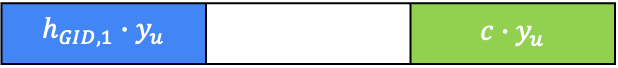 h_{GID,1} · y_u
c · y_u